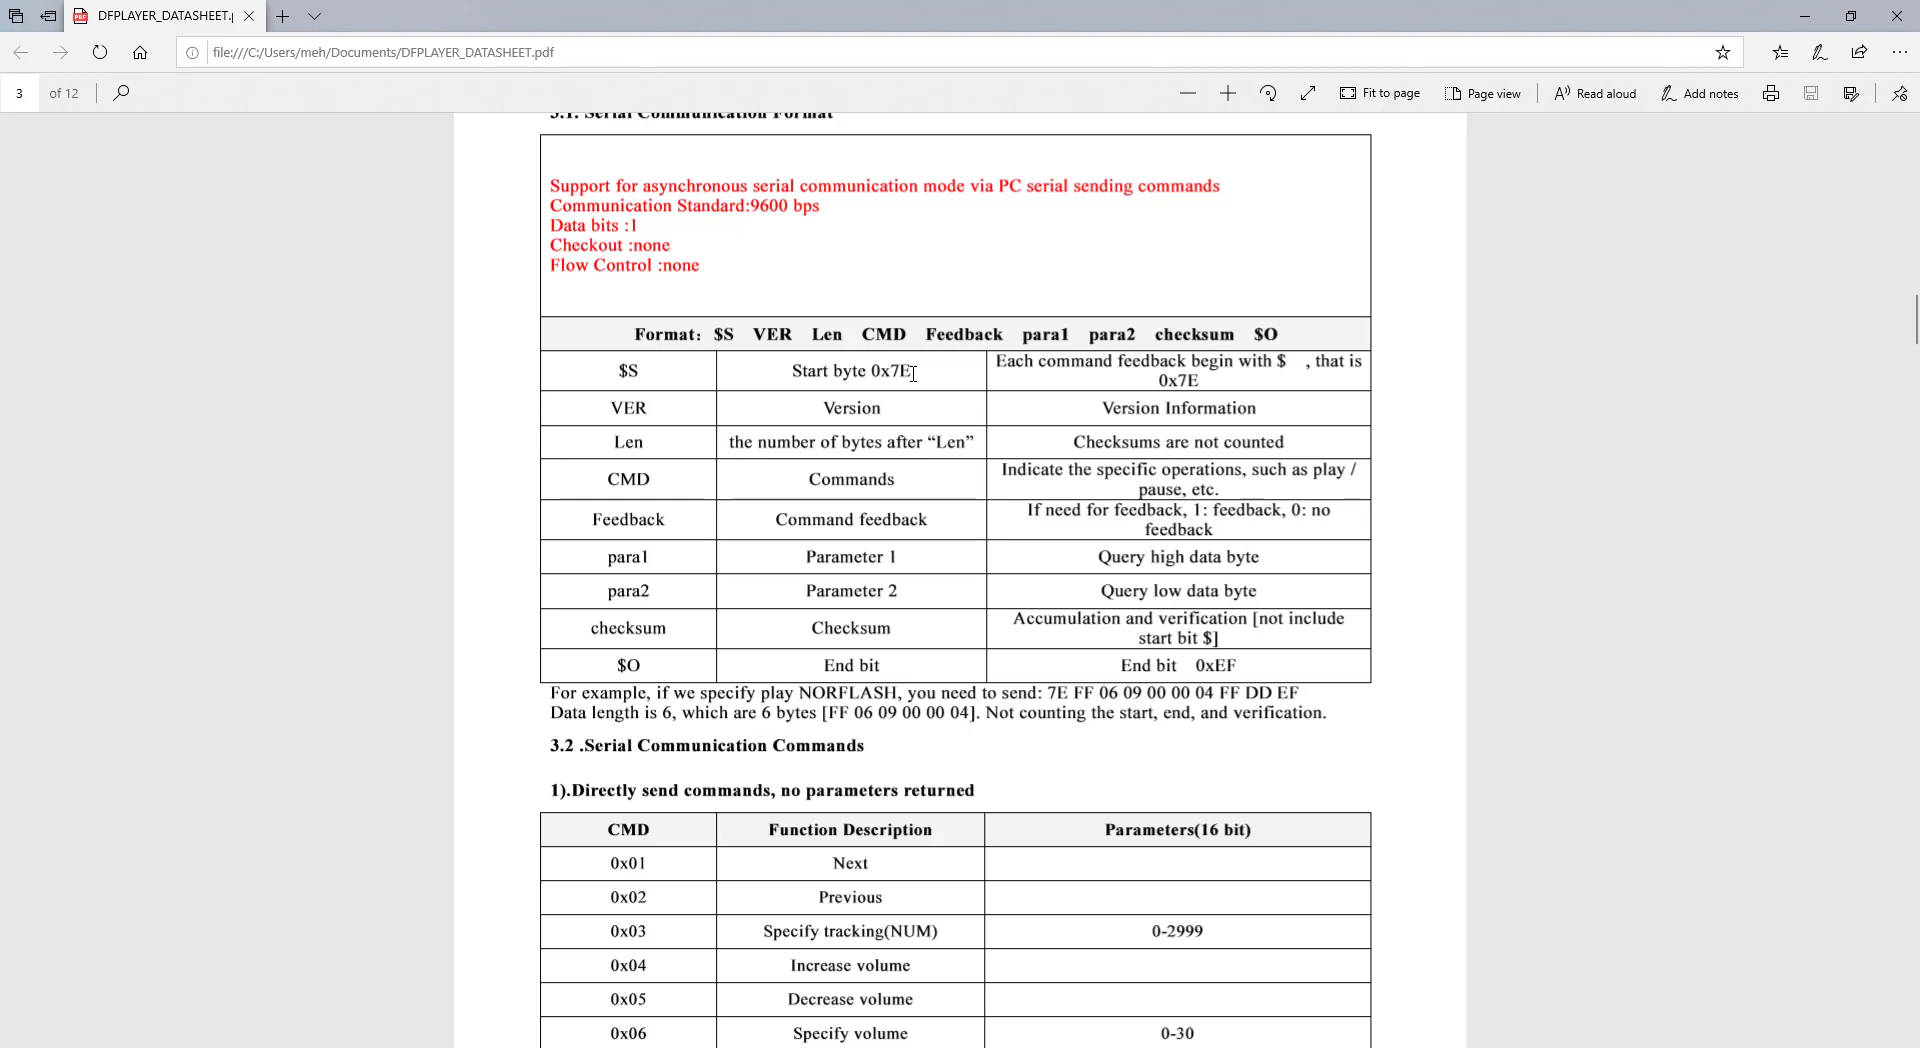 DFPLAYER_DATASHEET.p
file:///C:/Users/meh/Documents/DFPLAYER_DATASHEET.pdf
3 of 12 Fit to page Page view Read aloud Add notes
3.1. Serial Communication Format
Support for asynchronous serial communication mode via PC serial sending commands
Communication Standard:9600 bps
Data bits :1
Checkout :none
Flow Control :none
Format: $S VER Len CMD Feedback para1 para2 checksum $O
$S Start byte 0x7E Each command feedback begin with $ , that is
0x7E
VER Version Version Information
Len the number of bytes after “Len” Checksums are not counted
CMD Commands Indicate the specific operations, such as play /
pause, etc.
Feedback Command feedback If need for feedback, 1: feedback, 0: no
feedback
para1 Parameter 1 Query high data byte
para2 Parameter 2 Query low data byte
checksum Checksum Accumulation and verification [not include
start bit $]
$O End bit End bit 0xEF
For example, if we specify play NORFLASH, you need to send: 7E FF 06 09 00 00 04 FF DD EF
Data length is 6, which are 6 bytes [FF 06 09 00 00 04]. Not counting the start, end, and verification.
3.2 .Serial Communication Commands
1).Directly send commands, no parameters returned
CMD Function Description Parameters(16 bit)
0x01 Next
0x02 Previous
0x03 Specify tracking(NUM) 0-2999
0x04 Increase volume
0x05 Decrease volume
0x06 Specify volume 0-30